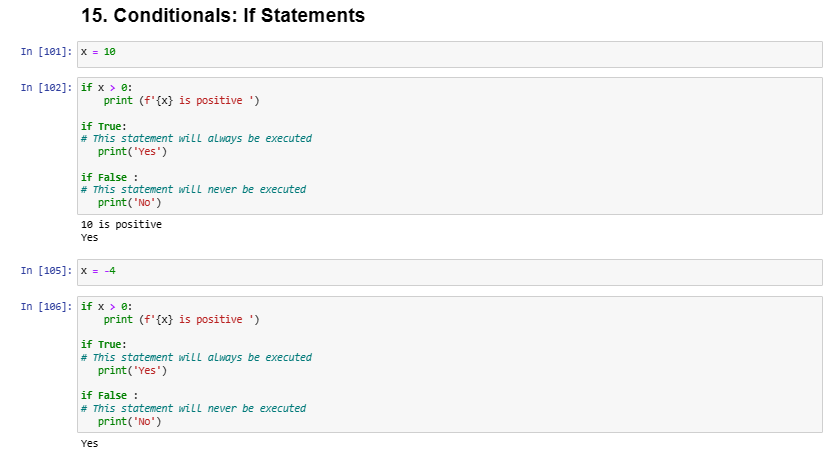 15. Conditionals: If Statements
In [101]: x = 10
In [102]: if x > 0:
    print (f'{x} is positive ')
if True:
# This statement will always be executed
   print('Yes')
if False :
# This statement will never be executed
   print('No')
10 is positive
Yes
In [105]: x = -4
In [106]: if x > 0:
    print (f'{x} is positive ')
if True:
# This statement will always be executed
   print('Yes')
if False :
# This statement will never be executed
   print('No')
Yes